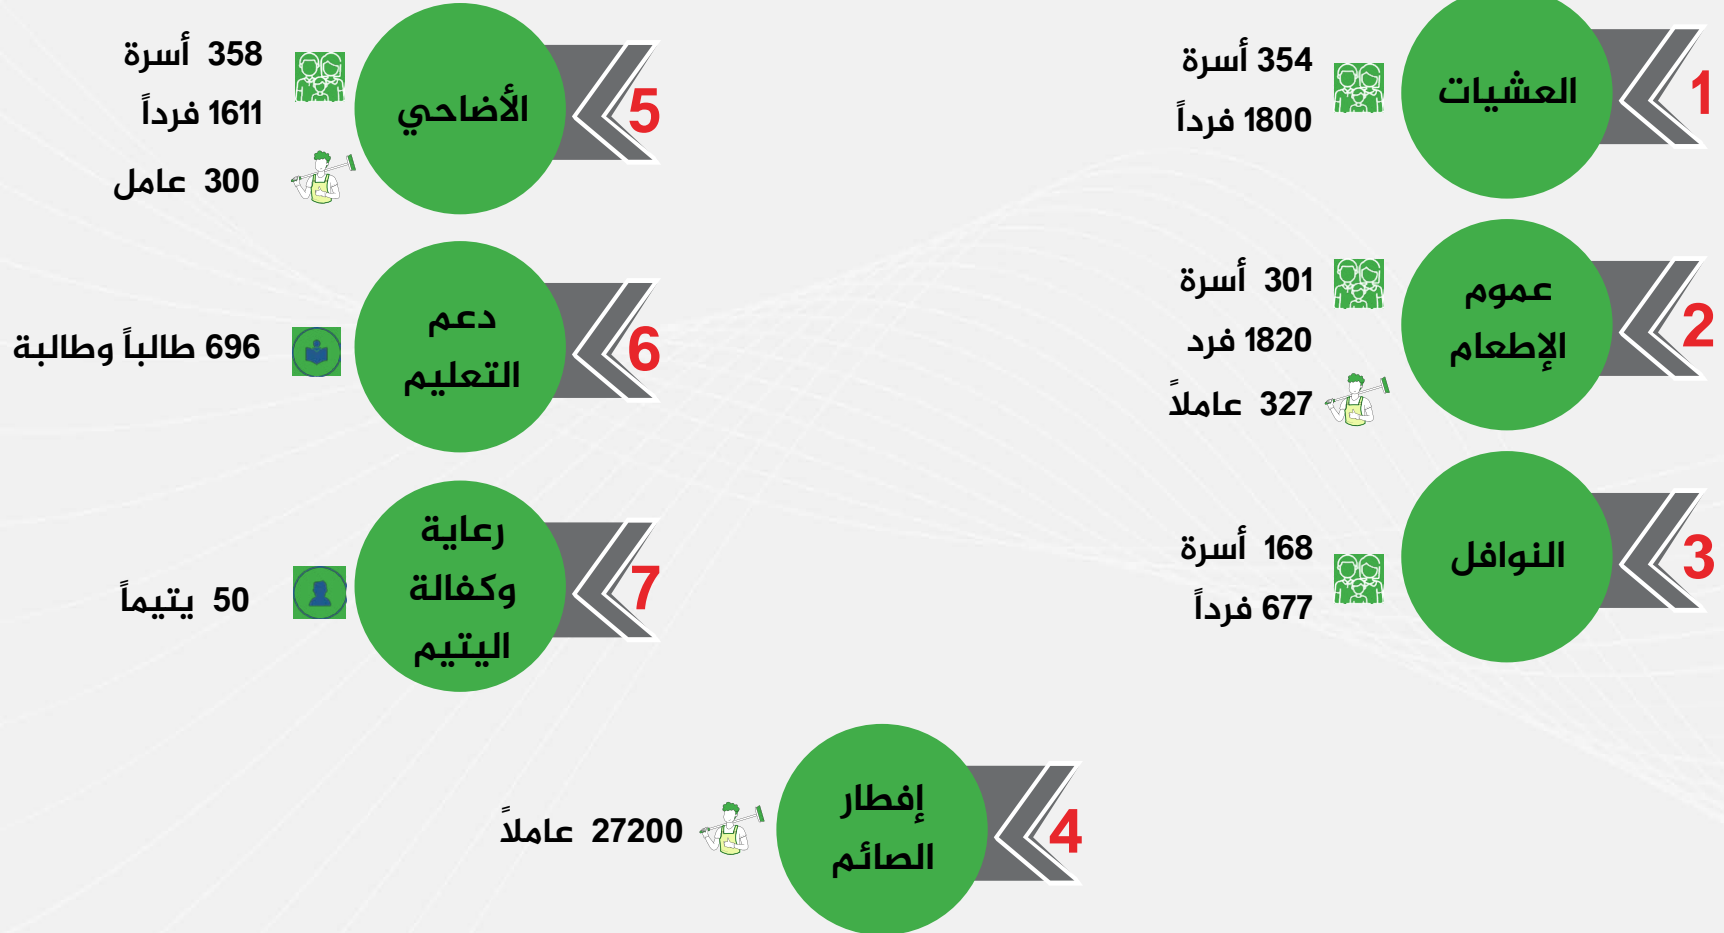 1
العشيات
354 أسرة
1800 فرداً
2
عموم
الإطعام
301 أسرة
1820 فرد
327 عاملاً
3
النوافل
168 أسرة
677 فرداً
4
إفطار
الصائم
27200 عاملاً
5
الأضاحي
358 أسرة
1611 فرداً
300 عامل
6
دعم
التعليم
696 طالباً وطالبة
7
رعاية
وكفالة
اليتيم
50 يتيماً